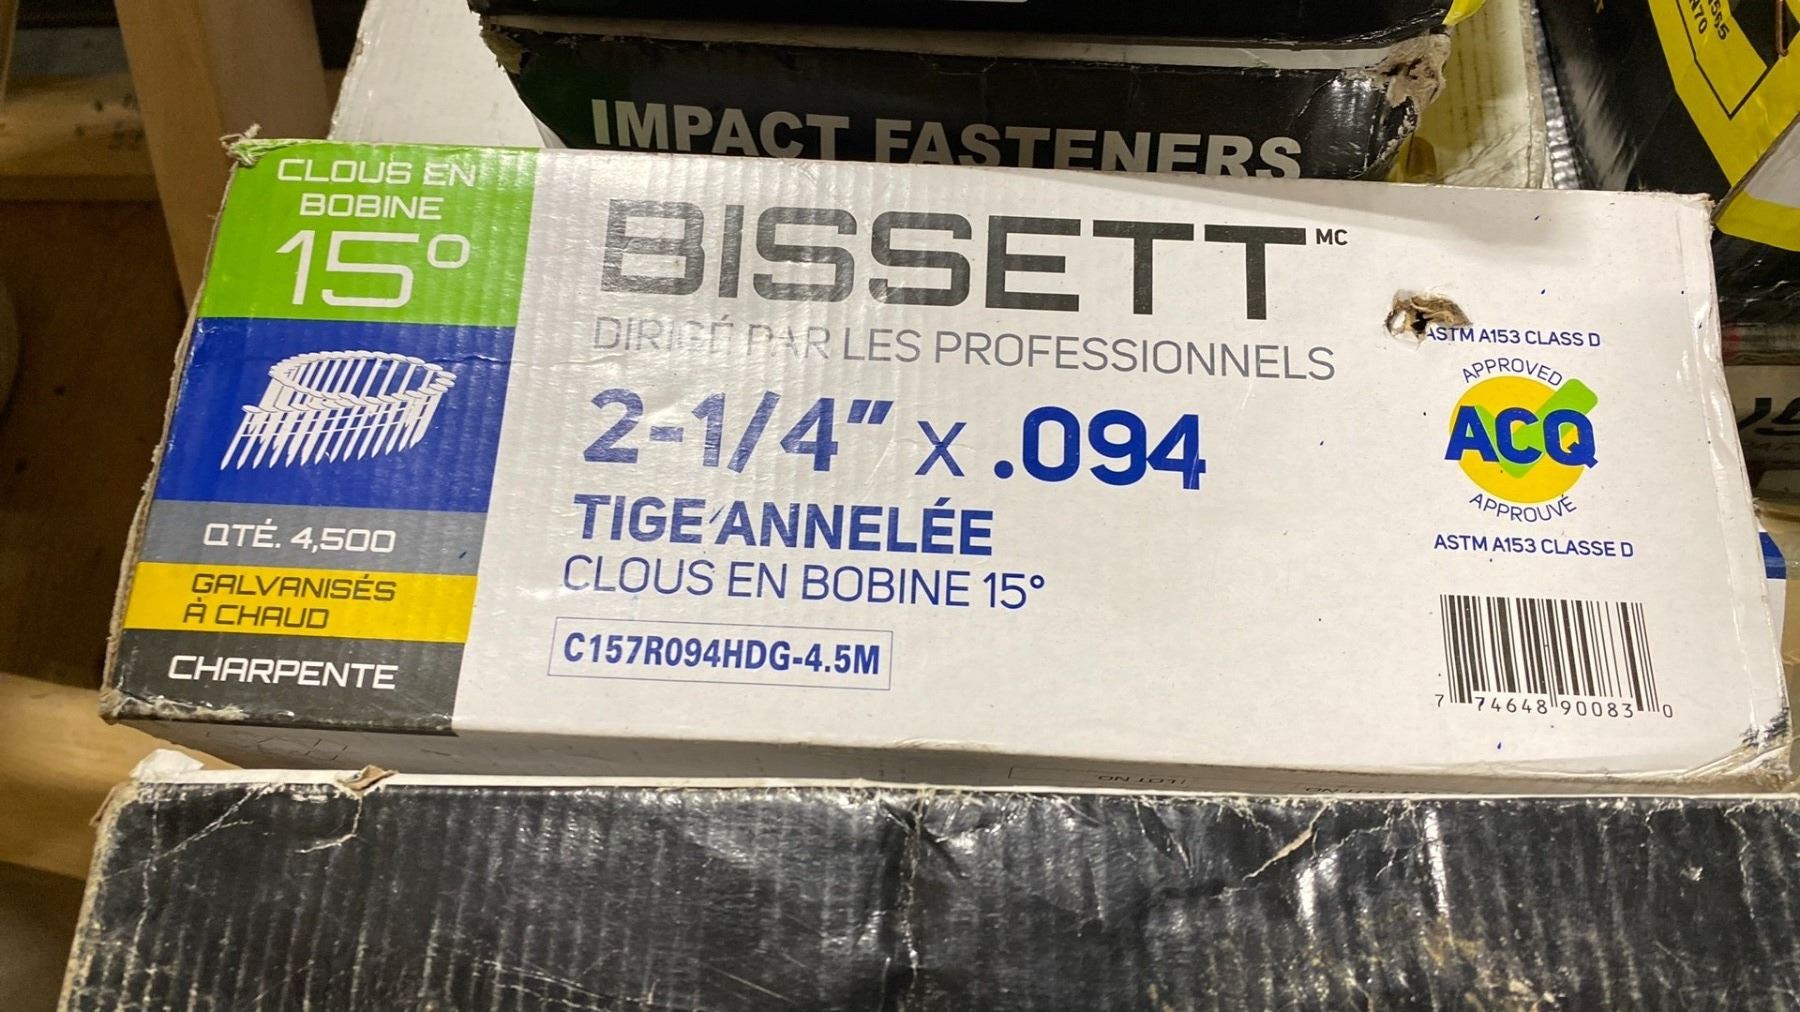 IMPACT FASTENERS
CLOUS EN
BOBINE
15°
QTÉ. 4,500
GALVANISÉS
À CHAUD
CHARPENTE
BISSETT MC
DIRIGÉ PAR LES PROFESSIONNELS
2-1/4" x .094
TIGE ANNELÉE
CLOUS EN BOBINE 15°
C157R094HDG-4.5M
ASTM A153 CLASS D
APPROVED
ACQ
APPROUVÉ
ASTM A153 CLASSE D
7 74648 90083 0